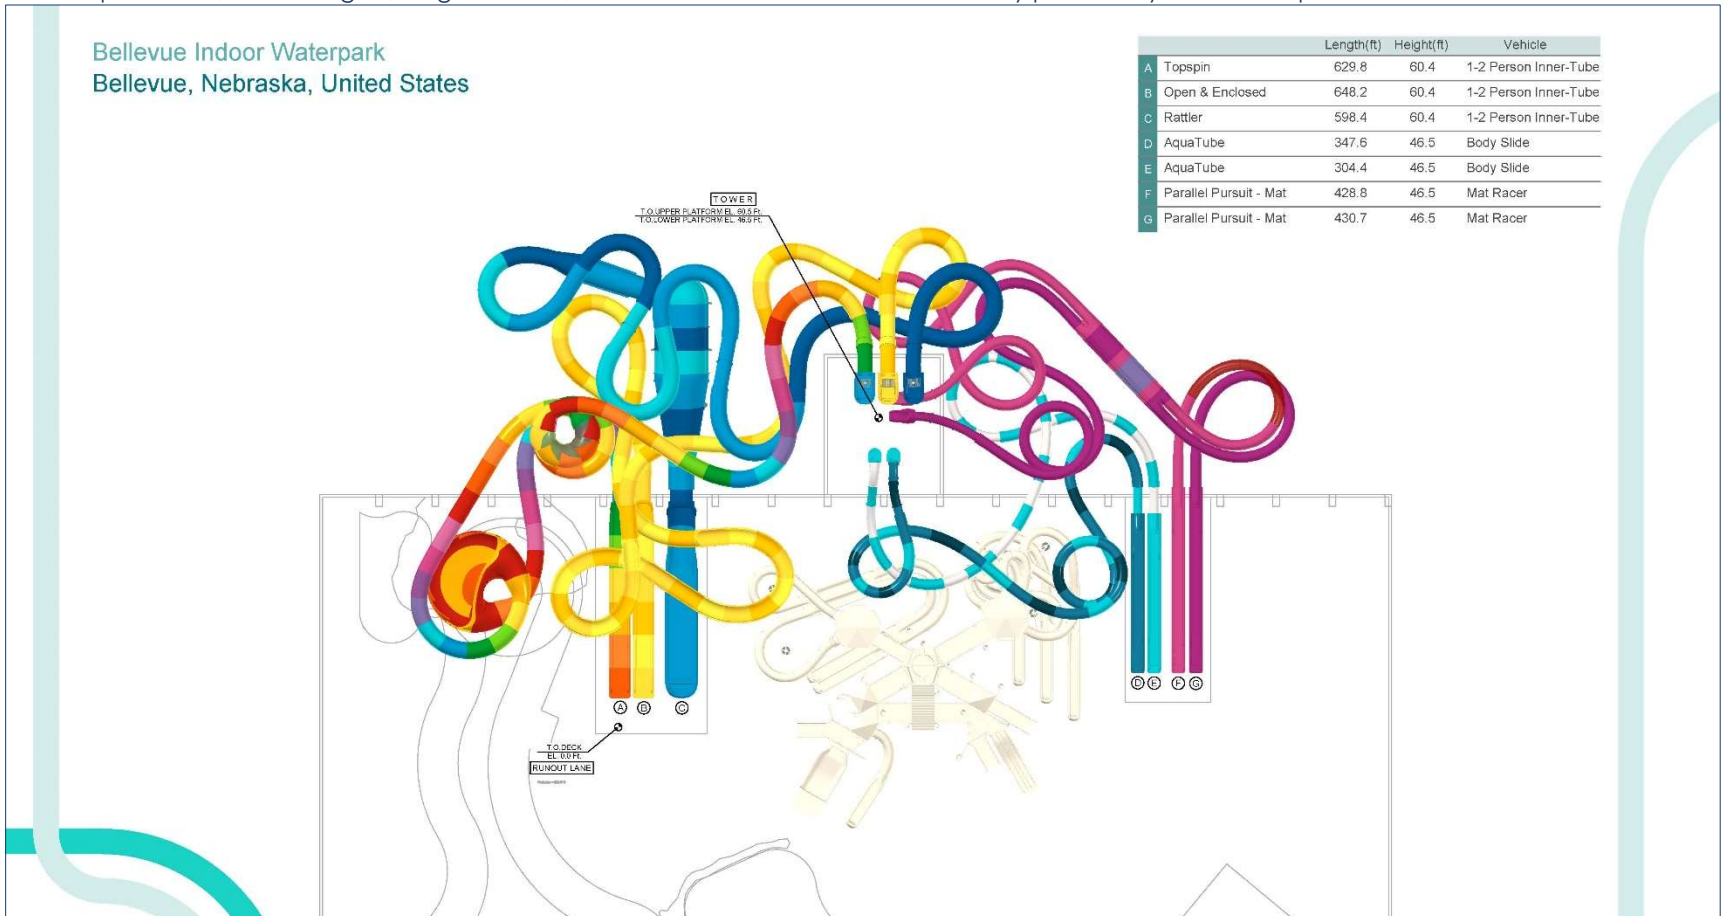 Bellevue Indoor Waterpark
Bellevue, Nebraska, United States
Length(ft) Height(ft) Vehicle
A Topspin 629.8 60.4 1-2 Person Inner-Tube
B Open & Enclosed 648.2 60.4 1-2 Person Inner-Tube
C Rattler 598.4 60.4 1-2 Person Inner-Tube
D AquaTube 347.6 46.5 Body Slide
E AquaTube 304.4 46.5 Body Slide
F Parallel Pursuit - Mat 428.8 46.5 Mat Racer
G Parallel Pursuit - Mat 430.7 46.5 Mat Racer
TOWER
T.O.UPPER PLATFORM EL. 60.5 Ft.
T.O.LOWER PLATFORM EL. 46.5 Ft.
D E F G
A B C
T.O.DECK
EL. 0.0 Ft.
RUNOUT LANE